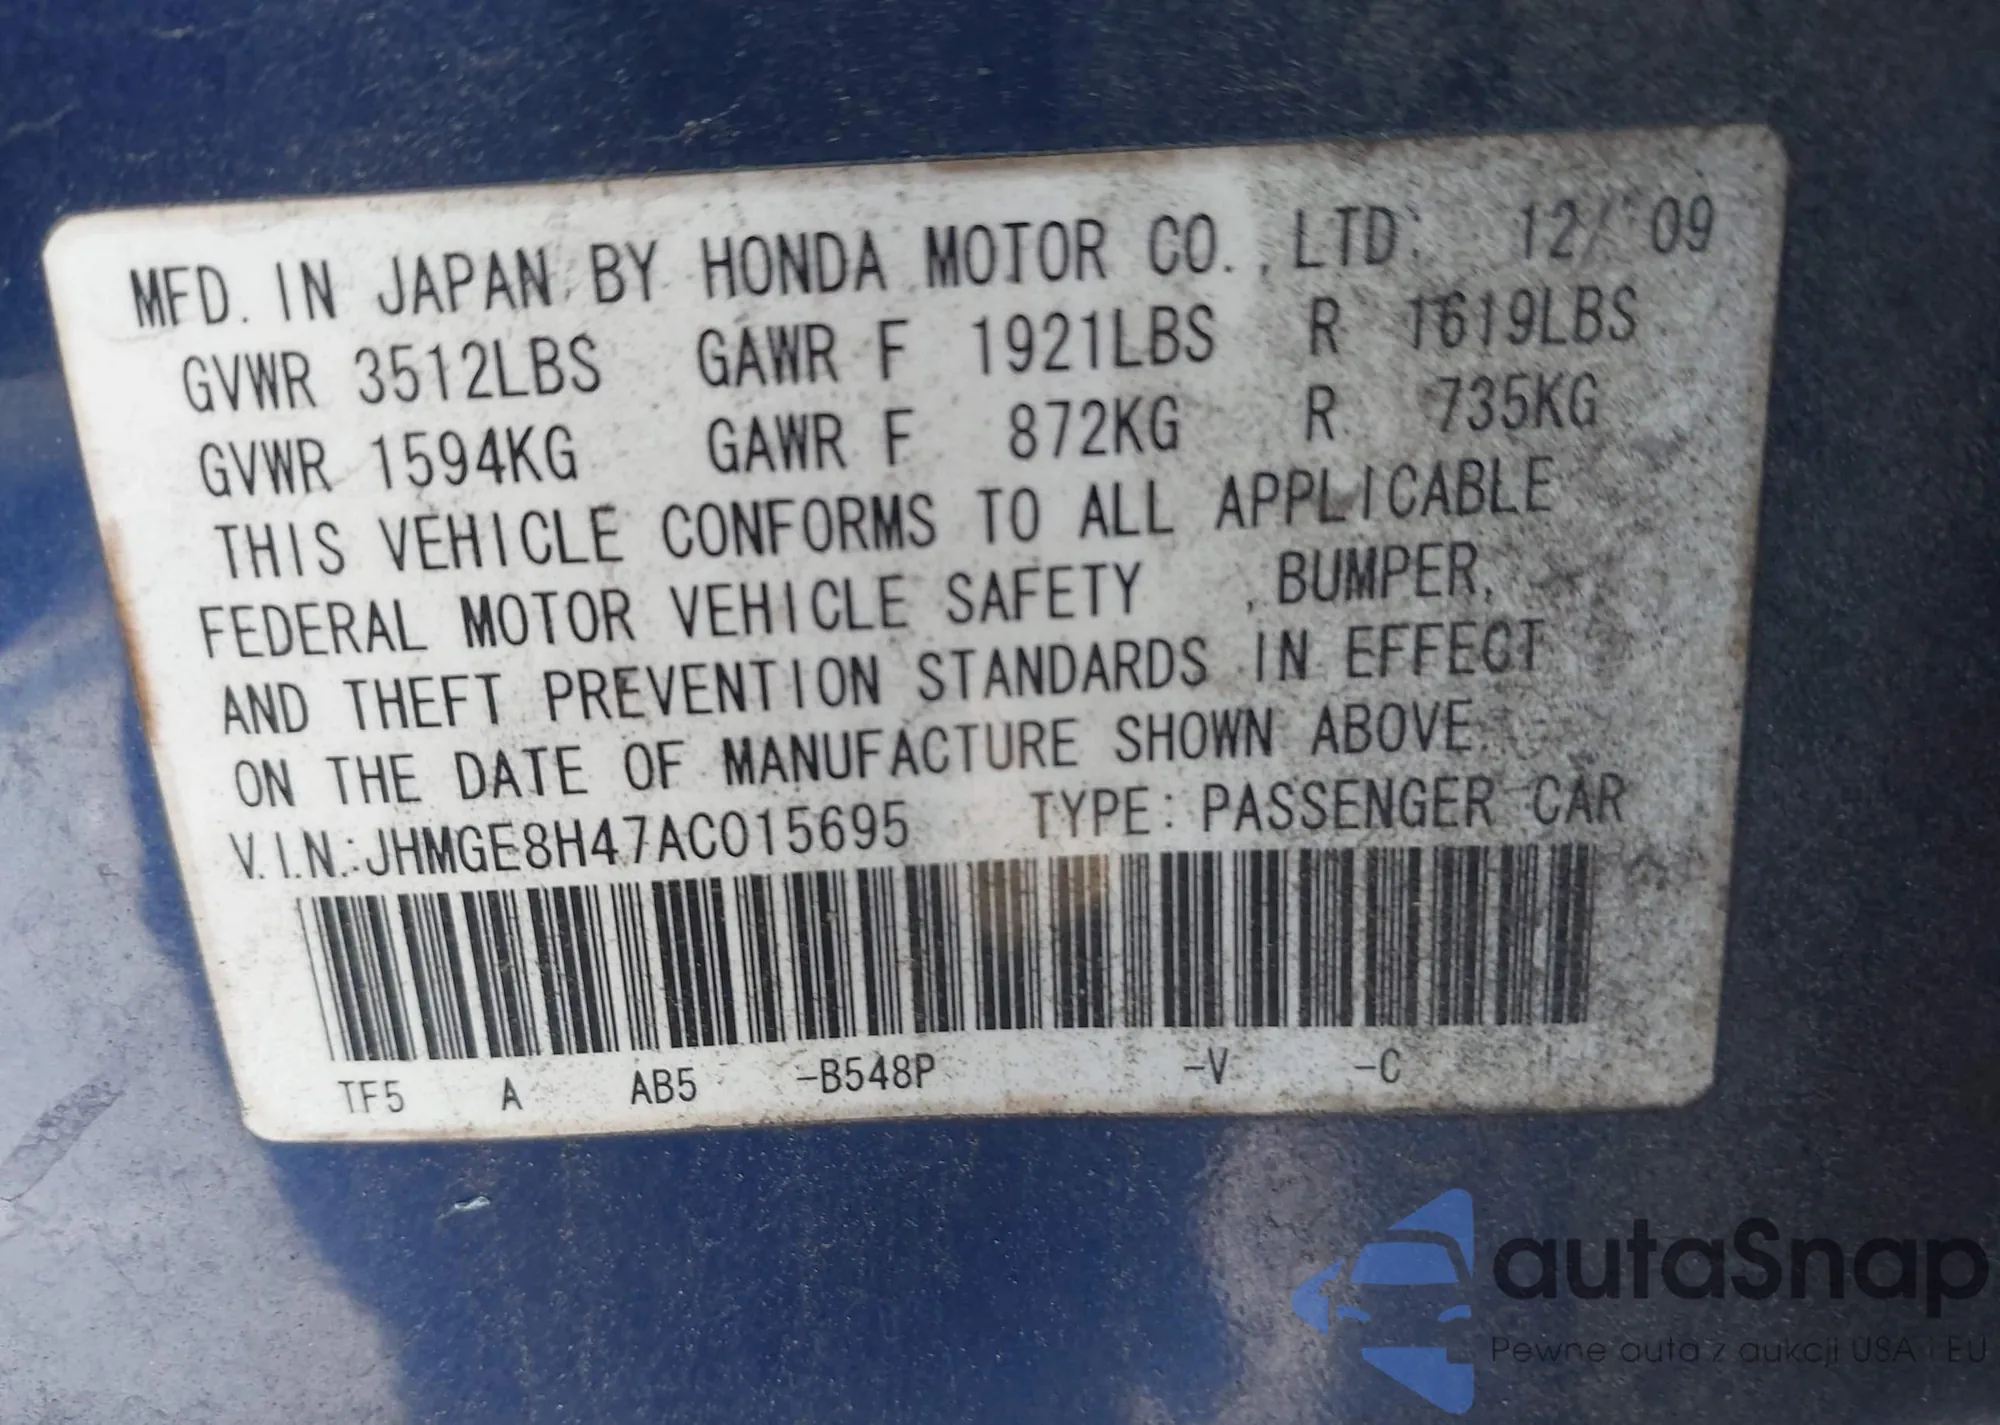 MFD. IN JAPAN BY HONDA MOTOR CO., LTD. 12/ 09
GVWR 3512LBS GAWR F 1921LBS R 1619LBS
GVWR 1594KG GAWR F 872KG R 735KG
THIS VEHICLE CONFORMS TO ALL APPLICABLE
FEDERAL MOTOR VEHICLE SAFETY , BUMPER,
AND THEFT PREVENTION STANDARDS IN EFFECT
ON THE DATE OF MANUFACTURE SHOWN ABOVE.
V.I.N.:JHMGE8H47AC015695 TYPE: PASSENGER CAR
TF5 A AB5 -B548P -V -C
autaSnap
Pewne auta z aukcji USA i EU